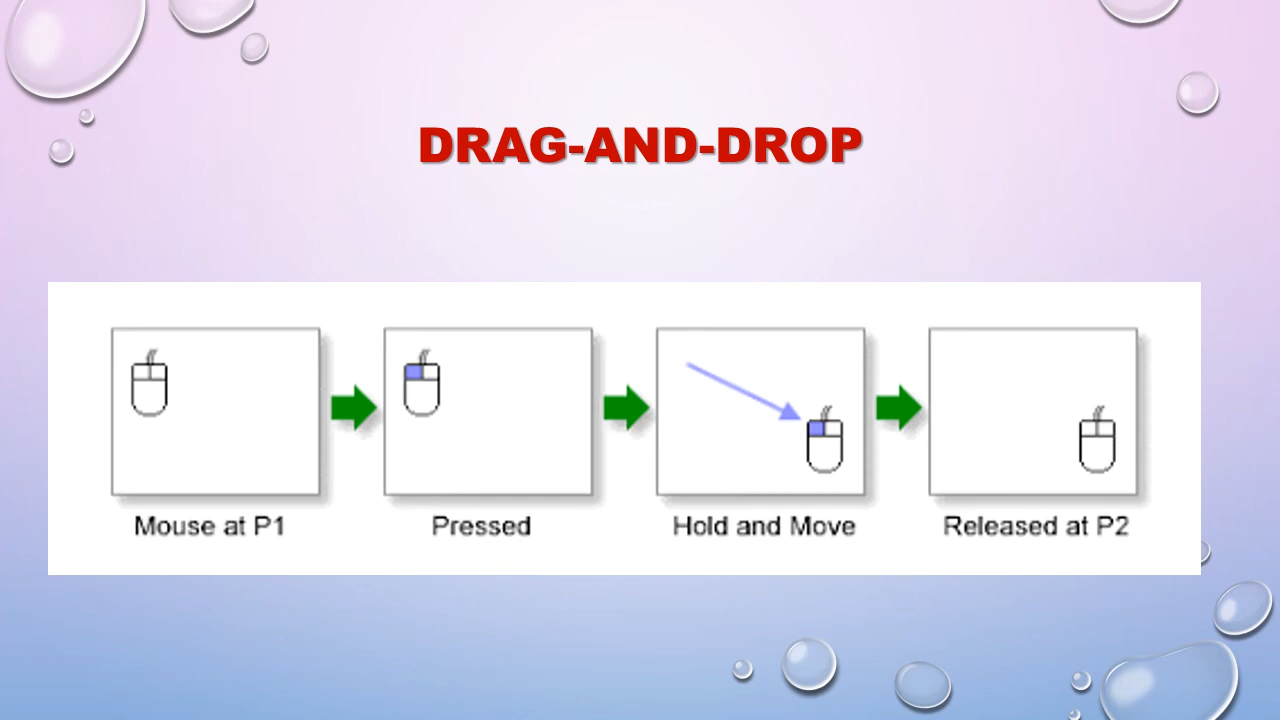 DRAG-AND-DROP
Mouse at P1
Pressed
Hold and Move
Released at P2